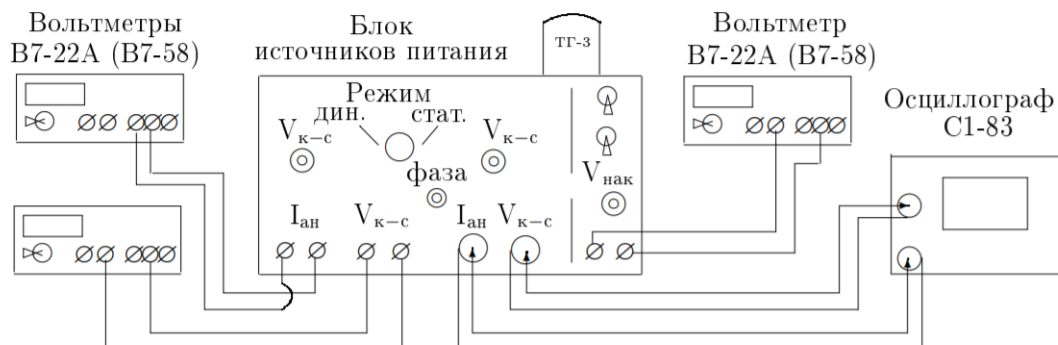 Вольтметры
В7-22А (В7-58)
Блок
источников питания
ТГ-3
Вольтметр
В7-22А (В7-58)
Осциллограф
С1-83
Режим
дин. стат.
Vк−с
Vк−с
фаза
Vнак
Iан
Vк−с
Iан
Vк−с